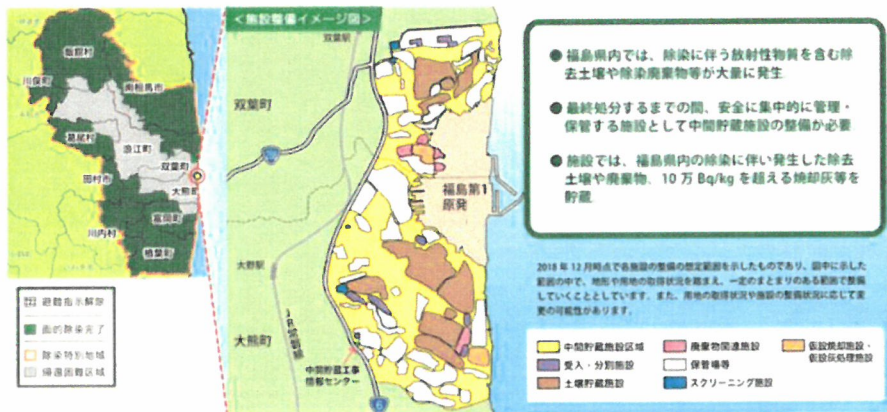 飯舘村
川俣町
南相馬市
葛尾村
浪江町
双葉町
田村市
大熊町
富岡町
川内村
楢葉町
避難指示解除
面的除染完了
除染特別地域
帰還困難区域
＜施設整備イメージ図＞
双葉駅
双葉町
福島第1
原発
大野駅
大熊町
JR常磐線
中間貯蔵工事
情報センター
6
● 福島県内では、除染に伴う放射性物質を含む除
去土壌や除染廃棄物等が大量に発生
● 最終処分するまでの間、安全に集中的に管理・
保管する施設として中間貯蔵施設の整備が必要
● 施設では、福島県内の除染に伴い発生した除去
土壌や廃棄物、10 万 Bq/kg を超える焼却灰等を
貯蔵
2018 年 12 月時点で各施設の整備の想定範囲を示したものであり、図中に示した
範囲の中で、地形や用地の取得状況を踏まえ、一定のまとまりのある範囲で整備
していくこととしています。また、用地の取得状況や施設の整備状況に応じて変
更の可能性があります。
中間貯蔵施設区域
受入・分別施設
土壌貯蔵施設
廃棄物関連施設
保管場等
スクリーニング施設
仮設焼却施設・
仮設灰処理施設